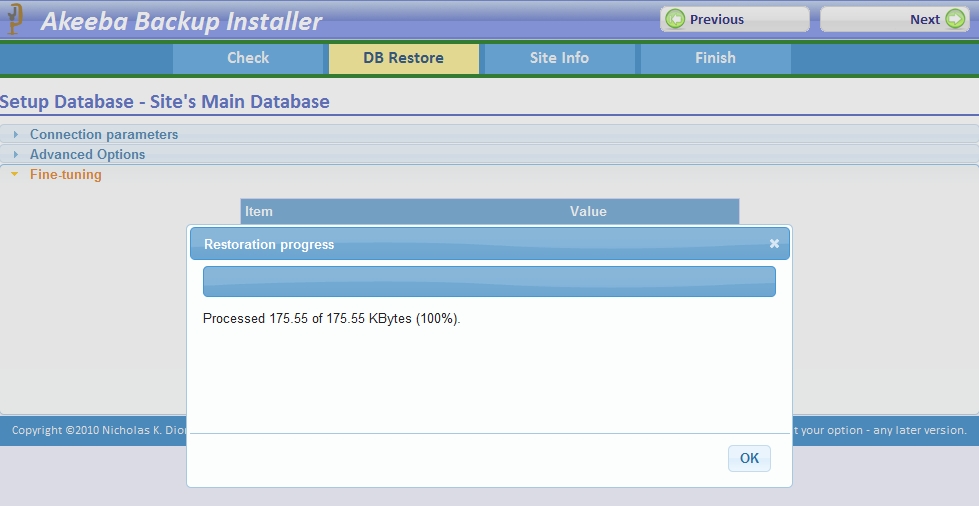 Akeeba Backup Installer
Previous
Next
Check
DB Restore
Site Info
Finish
Setup Database - Site's Main Database
Connection parameters
Advanced Options
Fine-tuning
Item
Value
Restoration progress
Processed 175.55 of 175.55 KBytes (100%).
Copyright ©2010 Nicholas K.
your option - any later version.
OK